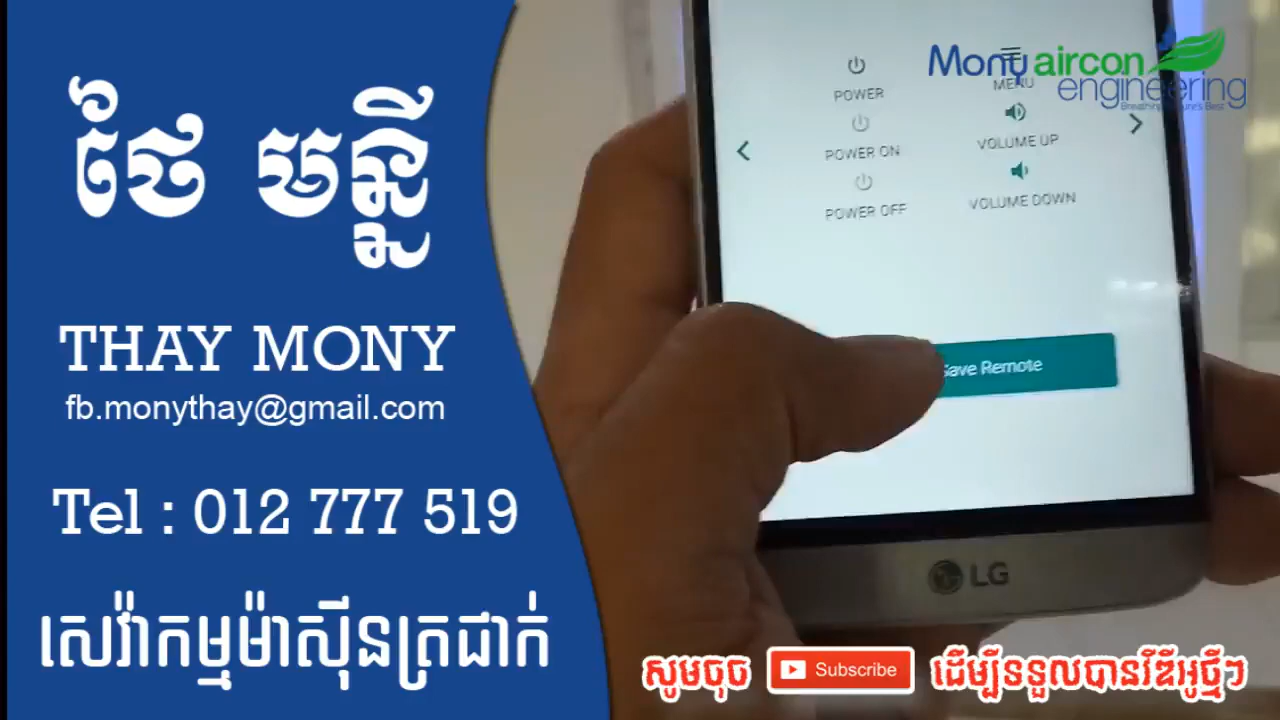 ថៃ មន្នី
THAY MONY
fb.monythay@gmail.com
Tel : 012 777 519
សេវ៉ាកម្មម៉ាស៊ីនត្រជាក់
Mony aircon
engineering
POWER
MENU
POWER ON
VOLUME UP
POWER OFF
VOLUME DOWN
Save Remote
LG
សូមចុច Subscribe ដើម្បីទទួលបានវីឌីអូថ្មីៗ